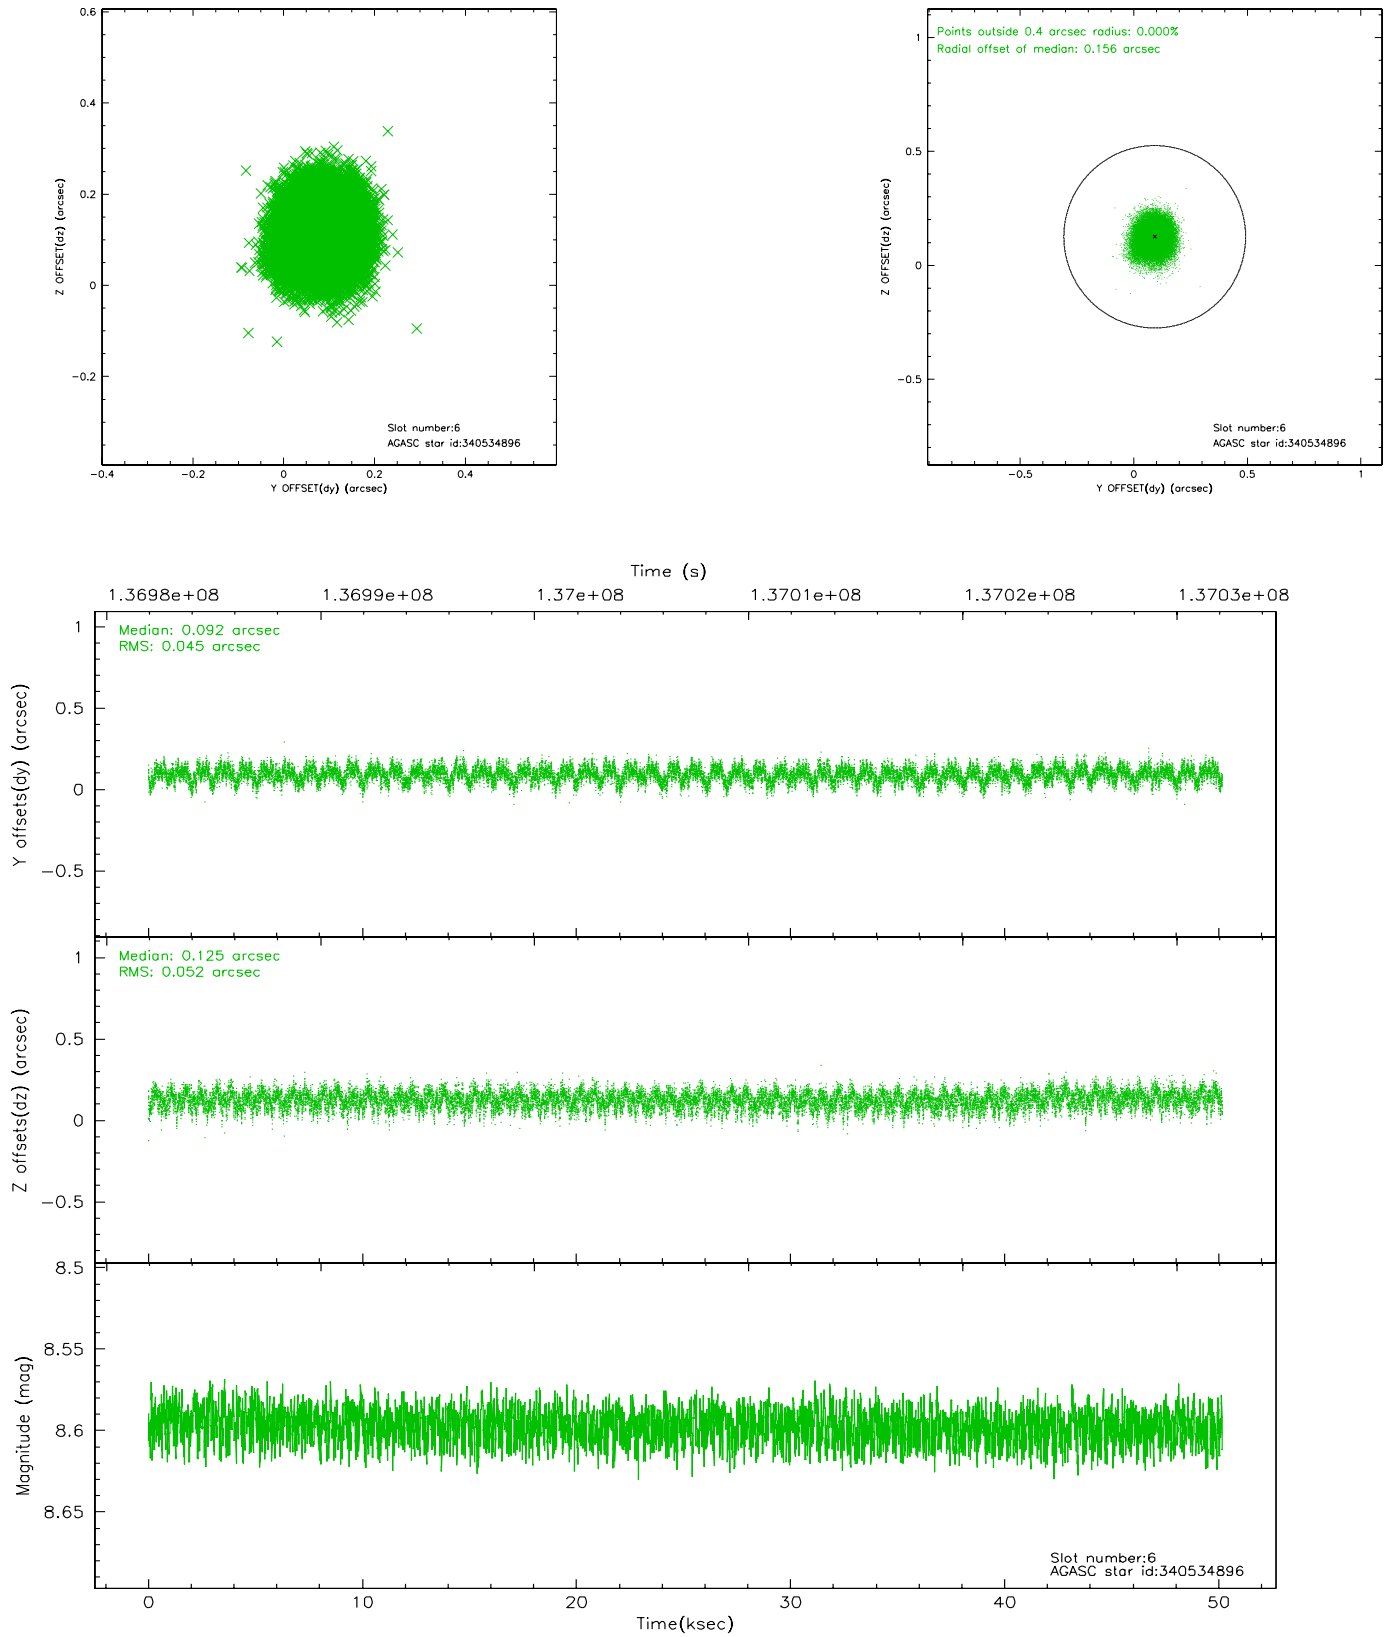 0.6
0.4
0.2
0
-0.2
-0.4
-0.2
0
0.2
0.4
Z OFFSET(dz) (arcsec)
Y OFFSET(dy) (arcsec)
Slot number:6
AGASC star id:340534896
Points outside 0.4 arcsec radius: 0.000%
Radial offset of median: 0.156 arcsec
1
0.5
0
-0.5
-0.5
0
0.5
1
Z OFFSET(dz) (arcsec)
Y OFFSET(dy) (arcsec)
Slot number:6
AGASC star id:340534896
Time (s)
1.3698e+08
1.3699e+08
1.37e+08
1.3701e+08
1.3702e+08
1.3703e+08
Median: 0.092 arcsec
RMS: 0.045 arcsec
1
0.5
0
-0.5
Y offsets(dy) (arcsec)
Median: 0.125 arcsec
RMS: 0.052 arcsec
1
0.5
0
-0.5
Z offsets(dz) (arcsec)
8.5
8.55
8.6
8.65
Magnitude (mag)
Slot number:6
AGASC star id:340534896
0
10
20
30
40
50
Time(ksec)